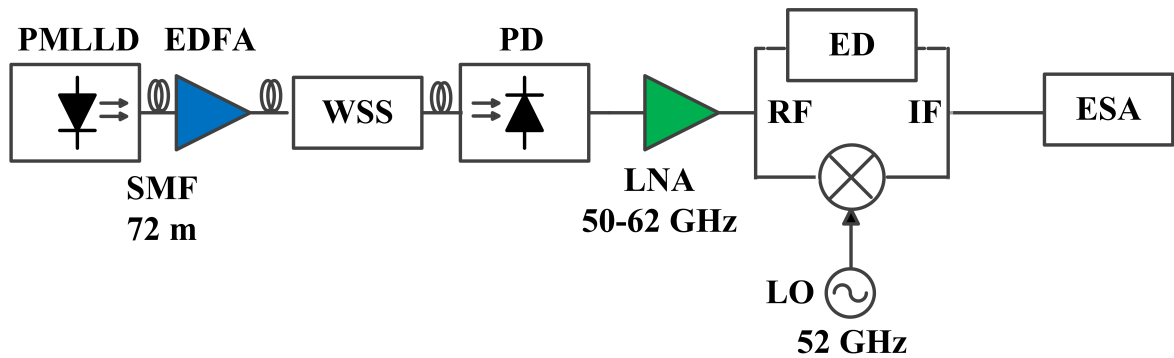 PMLLD
EDFA
PD
ED
WSS
RF
IF
ESA
SMF
72 m
LNA
50-62 GHz
LO
52 GHz